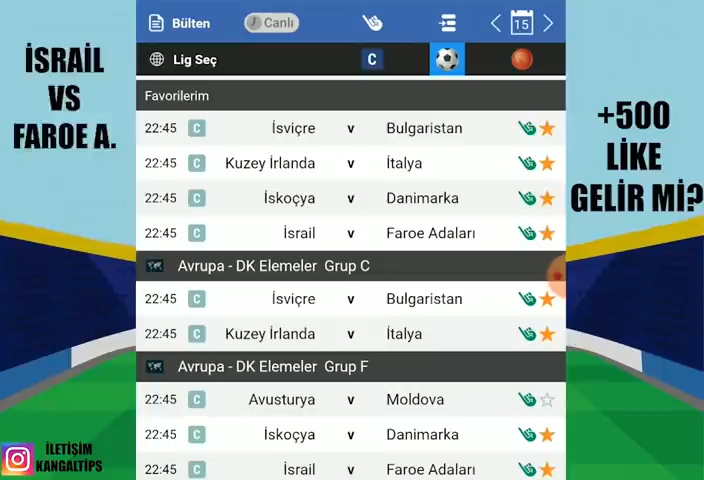 İSRAİL
VS
FAROE A.
Bülten
Canlı
15
Lig Seç
C
Favorilerim
22:45 C İsviçre v Bulgaristan
22:45 C Kuzey İrlanda v İtalya
22:45 C İskoçya v Danimarka
22:45 C İsrail v Faroe Adaları
Avrupa - DK Elemeler Grup C
22:45 C İsviçre v Bulgaristan
22:45 C Kuzey İrlanda v İtalya
Avrupa - DK Elemeler Grup F
22:45 C Avusturya v Moldova
22:45 C İskoçya v Danimarka
22:45 C İsrail v Faroe Adaları
+500
LİKE
GELİR Mİ?
İLETİŞİM
KANGALTİPS